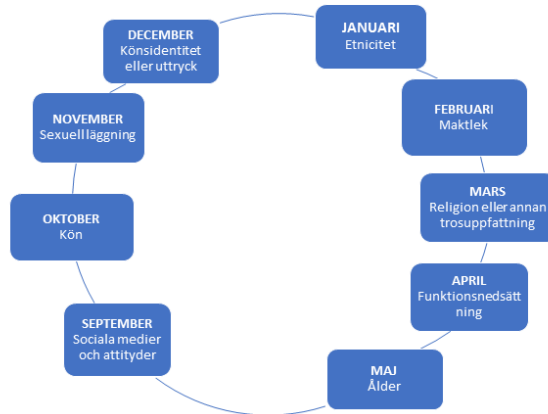 JANUARI
Etnicitet
FEBRUARI
Maktlek
MARS
Religion eller annan
trosuppfattning
APRIL
Funktionsnedsätt
ning
MAJ
Ålder
SEPTEMBER
Sociala medier
och attityder
OKTOBER
Kön
NOVEMBER
Sexuell läggning
DECEMBER
Könsidentitet
eller uttryck